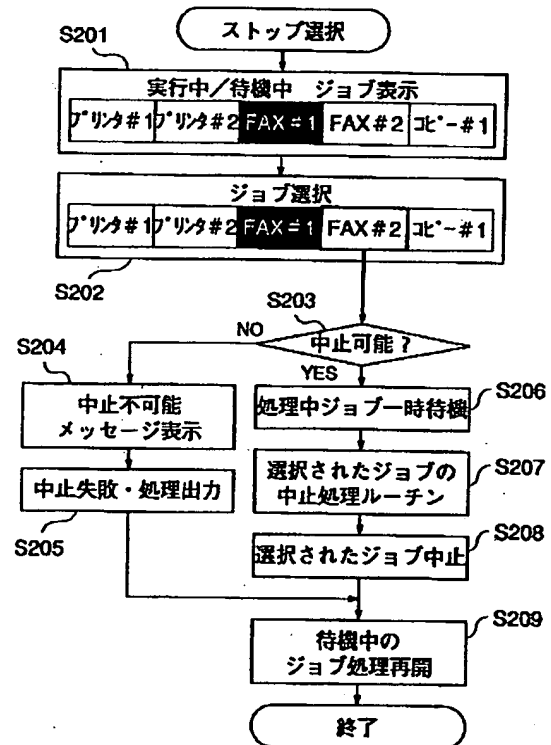 ストップ選択
S201
実行中/待機中 ジョブ表示
プリンタ#1 プリンタ#2 FAX#1 FAX#2 コピー#1
ジョブ選択
プリンタ#1 プリンタ#2 FAX#1 FAX#2 コピー#1
S202
S203
中止可能?
NO
YES
S204
中止不可能
メッセージ表示
中止失敗・処理出力
S205
処理中ジョブ一時待機
S206
選択されたジョブの
中止処理ルーチン
S207
選択されたジョブ中止
S208
待機中の
ジョブ処理再開
S209
終了